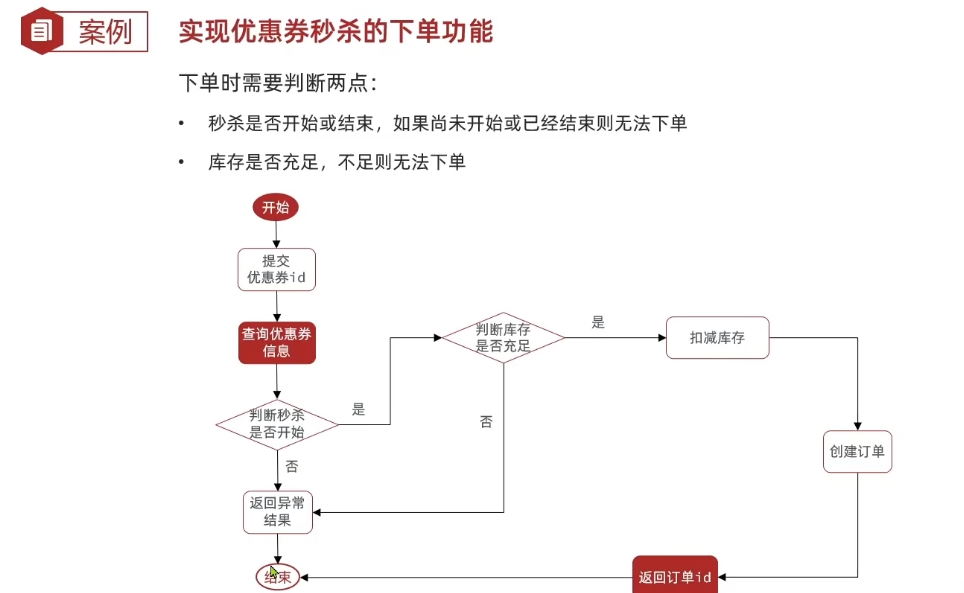 案例
实现优惠券秒杀的下单功能
下单时需要判断两点：
• 秒杀是否开始或结束，如果尚未开始或已经结束则无法下单
• 库存是否充足，不足则无法下单
开始
提交
优惠券id
查询优惠券
信息
判断秒杀
是否开始
是
否
返回异常
结果
结束
判断库存
是否充足
是
否
扣减库存
创建订单
返回订单id